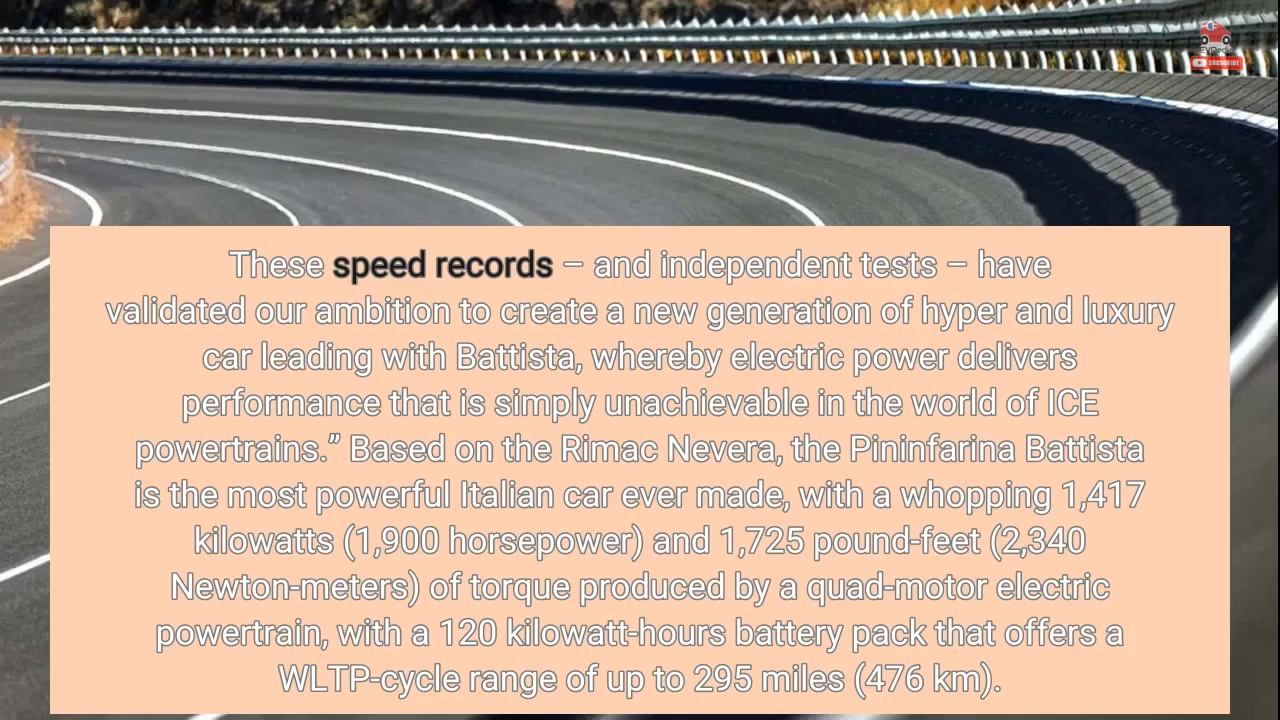 EVPedia
SUBSCRIBE
These speed records – and independent tests – have
validated our ambition to create a new generation of hyper and luxury
car leading with Battista, whereby electric power delivers
performance that is simply unachievable in the world of ICE
powertrains.” Based on the Rimac Nevera, the Pininfarina Battista
is the most powerful Italian car ever made, with a whopping 1,417
kilowatts (1,900 horsepower) and 1,725 pound-feet (2,340
Newton-meters) of torque produced by a quad-motor electric
powertrain, with a 120 kilowatt-hours battery pack that offers a
WLTP-cycle range of up to 295 miles (476 km).